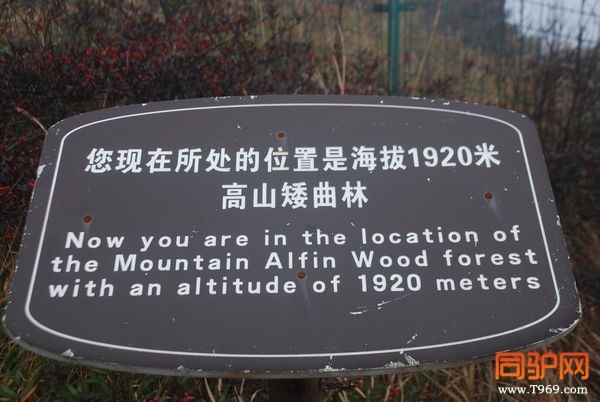 您现在所处的位置是海拔1920米
高山矮曲林
Now you are in the location of
the Mountain Alfin Wood forest
with an altitude of 1920 meters
同驴网
www.T969.com